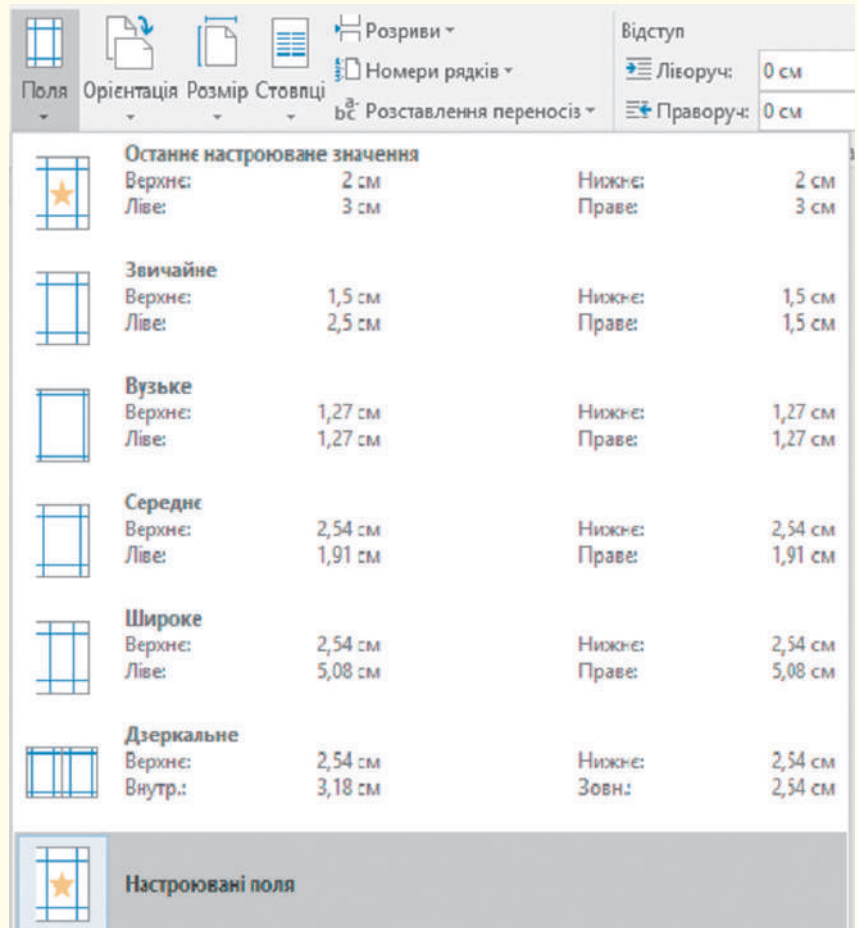 Поля
Орієнтація
Розмір
Стовпці
Розриви
Номери рядків
bc Розставлення переносів
Відступ
Ліворуч: 0 см
Праворуч: 0 см
Останнє настроюване значення
Верхнє: 2 см Нижнє: 2 см
Ліве: 3 см Праве: 3 см
Звичайне
Верхнє: 1,5 см Нижнє: 1,5 см
Ліве: 2,5 см Праве: 1,5 см
Вузьке
Верхнє: 1,27 см Нижнє: 1,27 см
Ліве: 1,27 см Праве: 1,27 см
Середнє
Верхнє: 2,54 см Нижнє: 2,54 см
Ліве: 1,91 см Праве: 1,91 см
Широке
Верхнє: 2,54 см Нижнє: 2,54 см
Ліве: 5,08 см Праве: 5,08 см
Дзеркальне
Верхнє: 2,54 см Нижнє: 2,54 см
Внутр.: 3,18 см Зовн.: 2,54 см
Настроювані поля